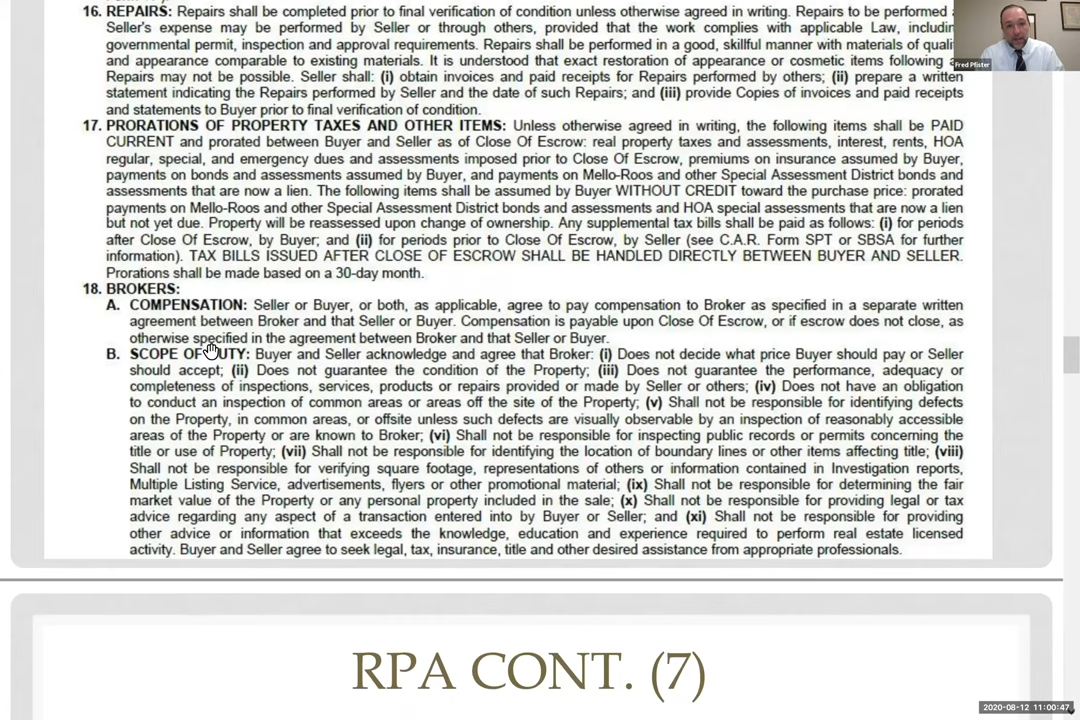 16. REPAIRS: Repairs shall be completed prior to final verification of condition unless otherwise agreed in writing. Repairs to be performed
Seller's expense may be performed by Seller or through others, provided that the work complies with applicable Law, includin
governmental permit, inspection and approval requirements. Repairs shall be performed in a good, skillful manner with materials of quali
and appearance comparable to existing materials. It is understood that exact restoration of appearance or cosmetic items following a
Repairs may not be possible. Seller shall: (i) obtain invoices and paid receipts for Repairs performed by others; (ii) prepare a written
statement indicating the Repairs performed by Seller and the date of such Repairs; and (iii) provide Copies of invoices and paid receipts
and statements to Buyer prior to final verification of condition.
17. PRORATIONS OF PROPERTY TAXES AND OTHER ITEMS: Unless otherwise agreed in writing, the following items shall be PAID
CURRENT and prorated between Buyer and Seller as of Close Of Escrow: real property taxes and assessments, interest, rents, HOA
regular, special, and emergency dues and assessments imposed prior to Close Of Escrow, premiums on insurance assumed by Buyer,
payments on bonds and assessments assumed by Buyer, and payments on Mello-Roos and other Special Assessment District bonds and
assessments that are now a lien. The following items shall be assumed by Buyer WITHOUT CREDIT toward the purchase price: prorated
payments on Mello-Roos and other Special Assessment District bonds and assessments and HOA special assessments that are now a lien
but not yet due. Property will be reassessed upon change of ownership. Any supplemental tax bills shall be paid as follows: (i) for periods
after Close Of Escrow, by Buyer; and (ii) for periods prior to Close Of Escrow, by Seller (see C.A.R. Form SPT or SBSA for further
information). TAX BILLS ISSUED AFTER CLOSE OF ESCROW SHALL BE HANDLED DIRECTLY BETWEEN BUYER AND SELLER.
Prorations shall be made based on a 30-day month.
18. BROKERS:
A. COMPENSATION: Seller or Buyer, or both, as applicable, agree to pay compensation to Broker as specified in a separate written
agreement between Broker and that Seller or Buyer. Compensation is payable upon Close Of Escrow, or if escrow does not close, as
otherwise specified in the agreement between Broker and that Seller or Buyer.
B. SCOPE OF DUTY: Buyer and Seller acknowledge and agree that Broker: (i) Does not decide what price Buyer should pay or Seller
should accept; (ii) Does not guarantee the condition of the Property; (iii) Does not guarantee the performance, adequacy or
completeness of inspections, services, products or repairs provided or made by Seller or others; (iv) Does not have an obligation
to conduct an inspection of common areas or areas off the site of the Property; (v) Shall not be responsible for identifying defects
on the Property, in common areas, or offsite unless such defects are visually observable by an inspection of reasonably accessible
areas of the Property or are known to Broker; (vi) Shall not be responsible for inspecting public records or permits concerning the
title or use of Property; (vii) Shall not be responsible for identifying the location of boundary lines or other items affecting title; (viii)
Shall not be responsible for verifying square footage, representations of others or information contained in Investigation reports,
Multiple Listing Service, advertisements, flyers or other promotional material; (ix) Shall not be responsible for determining the fair
market value of the Property or any personal property included in the sale; (x) Shall not be responsible for providing legal or tax
advice regarding any aspect of a transaction entered into by Buyer or Seller; and (xi) Shall not be responsible for providing
other advice or information that exceeds the knowledge, education and experience required to perform real estate licensed
activity. Buyer and Seller agree to seek legal, tax, insurance, title and other desired assistance from appropriate professionals.
RPA CONT. (7)
Fred Pfister
2020-08-12 11:00:47